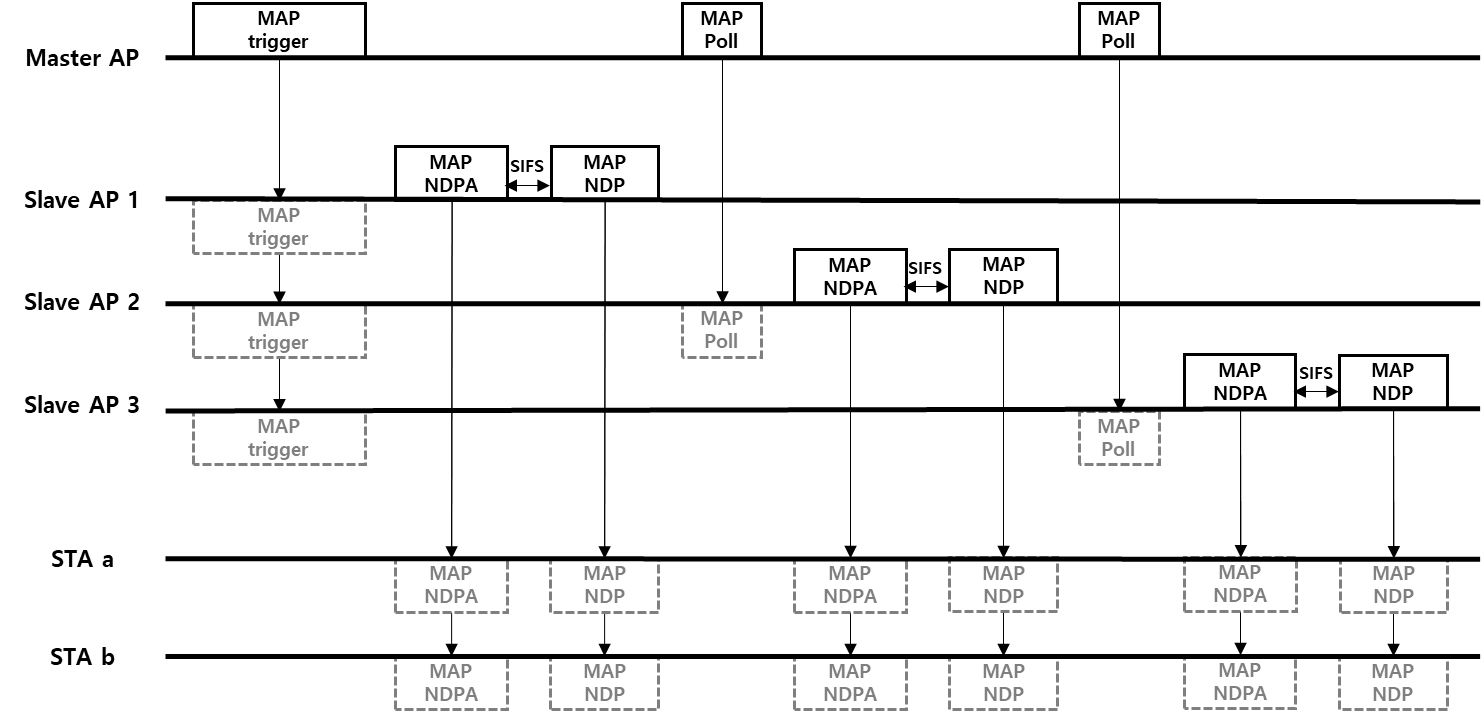 MAP
trigger
MAP
Poll
MAP
Poll
Master AP
MAP
NDPA
SIFS
MAP
NDP
Slave AP 1
MAP
trigger
MAP
NDPA
SIFS
MAP
NDP
Slave AP 2
MAP
trigger
MAP
Poll
MAP
NDPA
SIFS
MAP
NDP
Slave AP 3
MAP
trigger
MAP
Poll
STA a
MAP
NDPA
MAP
NDP
MAP
NDPA
MAP
NDP
MAP
NDPA
MAP
NDP
STA b
MAP
NDPA
MAP
NDP
MAP
NDPA
MAP
NDP
MAP
NDPA
MAP
NDP